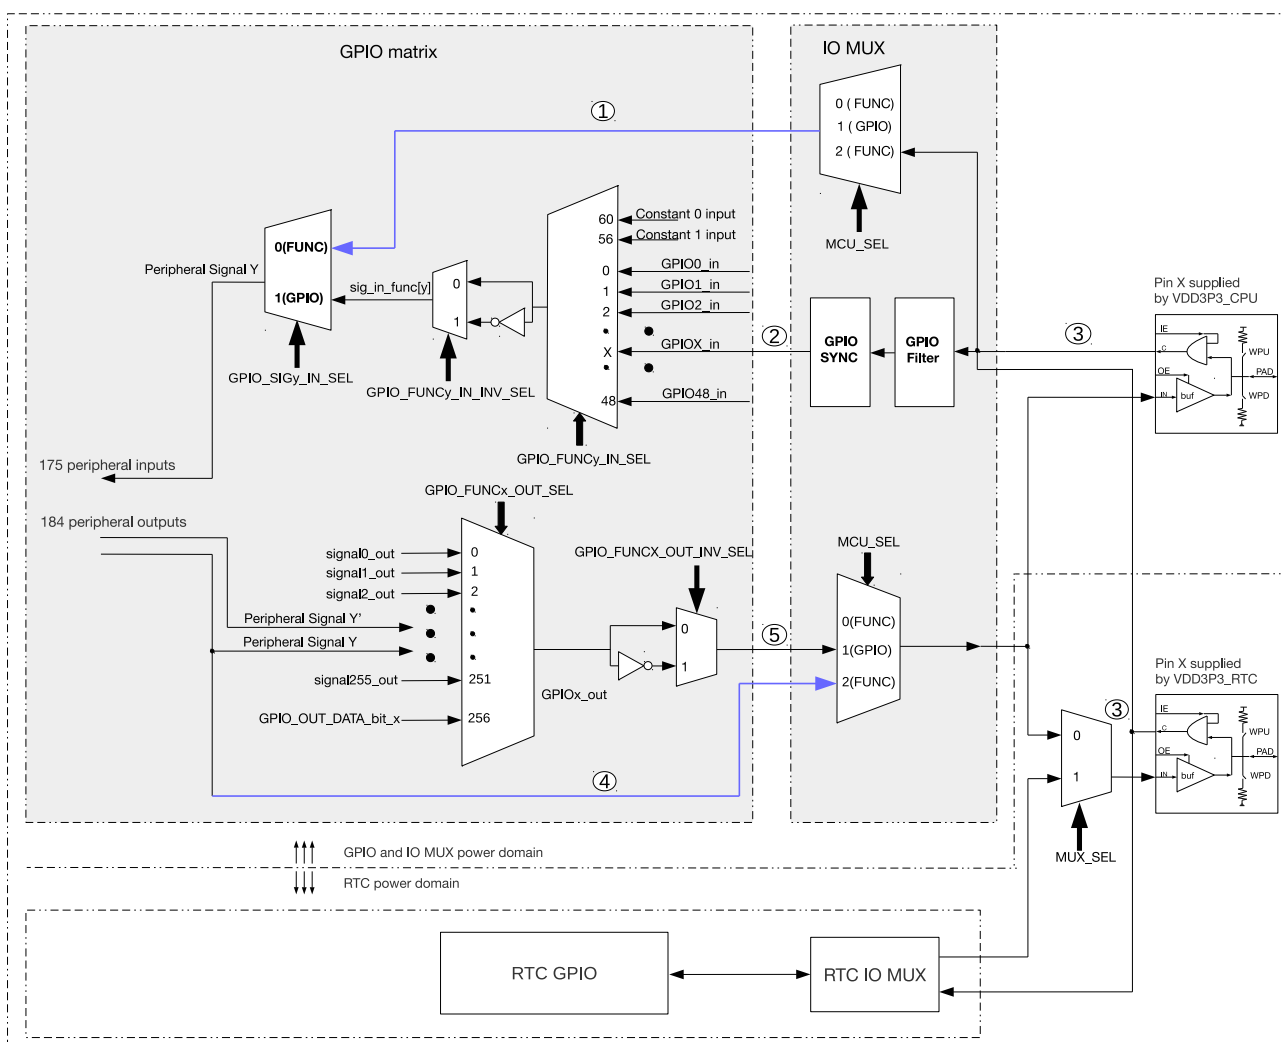 GPIO matrix
IO MUX
①
0 ( FUNC)
1 ( GPIO)
2 ( FUNC)
MCU_SEL
60
Constant 0 input
56
Constant 1 input
0
GPIO0_in
1
GPIO1_in
2
GPIO2_in
X
GPIOX_in
48
GPIO48_in
GPIO_FUNCy_IN_SEL
0(FUNC)
1(GPIO)
Peripheral Signal Y
GPIO_SIGy_IN_SEL
sig_in_func[y]
0
1
GPIO_FUNCy_IN_INV_SEL
②
GPIO
SYNC
GPIO
Filter
③
Pin X supplied
by VDD3P3_CPU
IE
C
OE
IN
buf
WPU
PAD
WPD
175 peripheral inputs
184 peripheral outputs
GPIO_FUNCx_OUT_SEL
signal0_out
0
signal1_out
1
signal2_out
2
Peripheral Signal Y'
Peripheral Signal Y
signal255_out
251
GPIO_OUT_DATA_bit_x
256
GPIOx_out
GPIO_FUNCX_OUT_INV_SEL
0
1
⑤
MCU_SEL
0(FUNC)
1(GPIO)
2(FUNC)
④
Pin X supplied
by VDD3P3_RTC
③
IE
C
OE
IN
buf
WPU
PAD
WPD
0
1
MUX_SEL
GPIO and IO MUX power domain
RTC power domain
RTC GPIO
RTC IO MUX